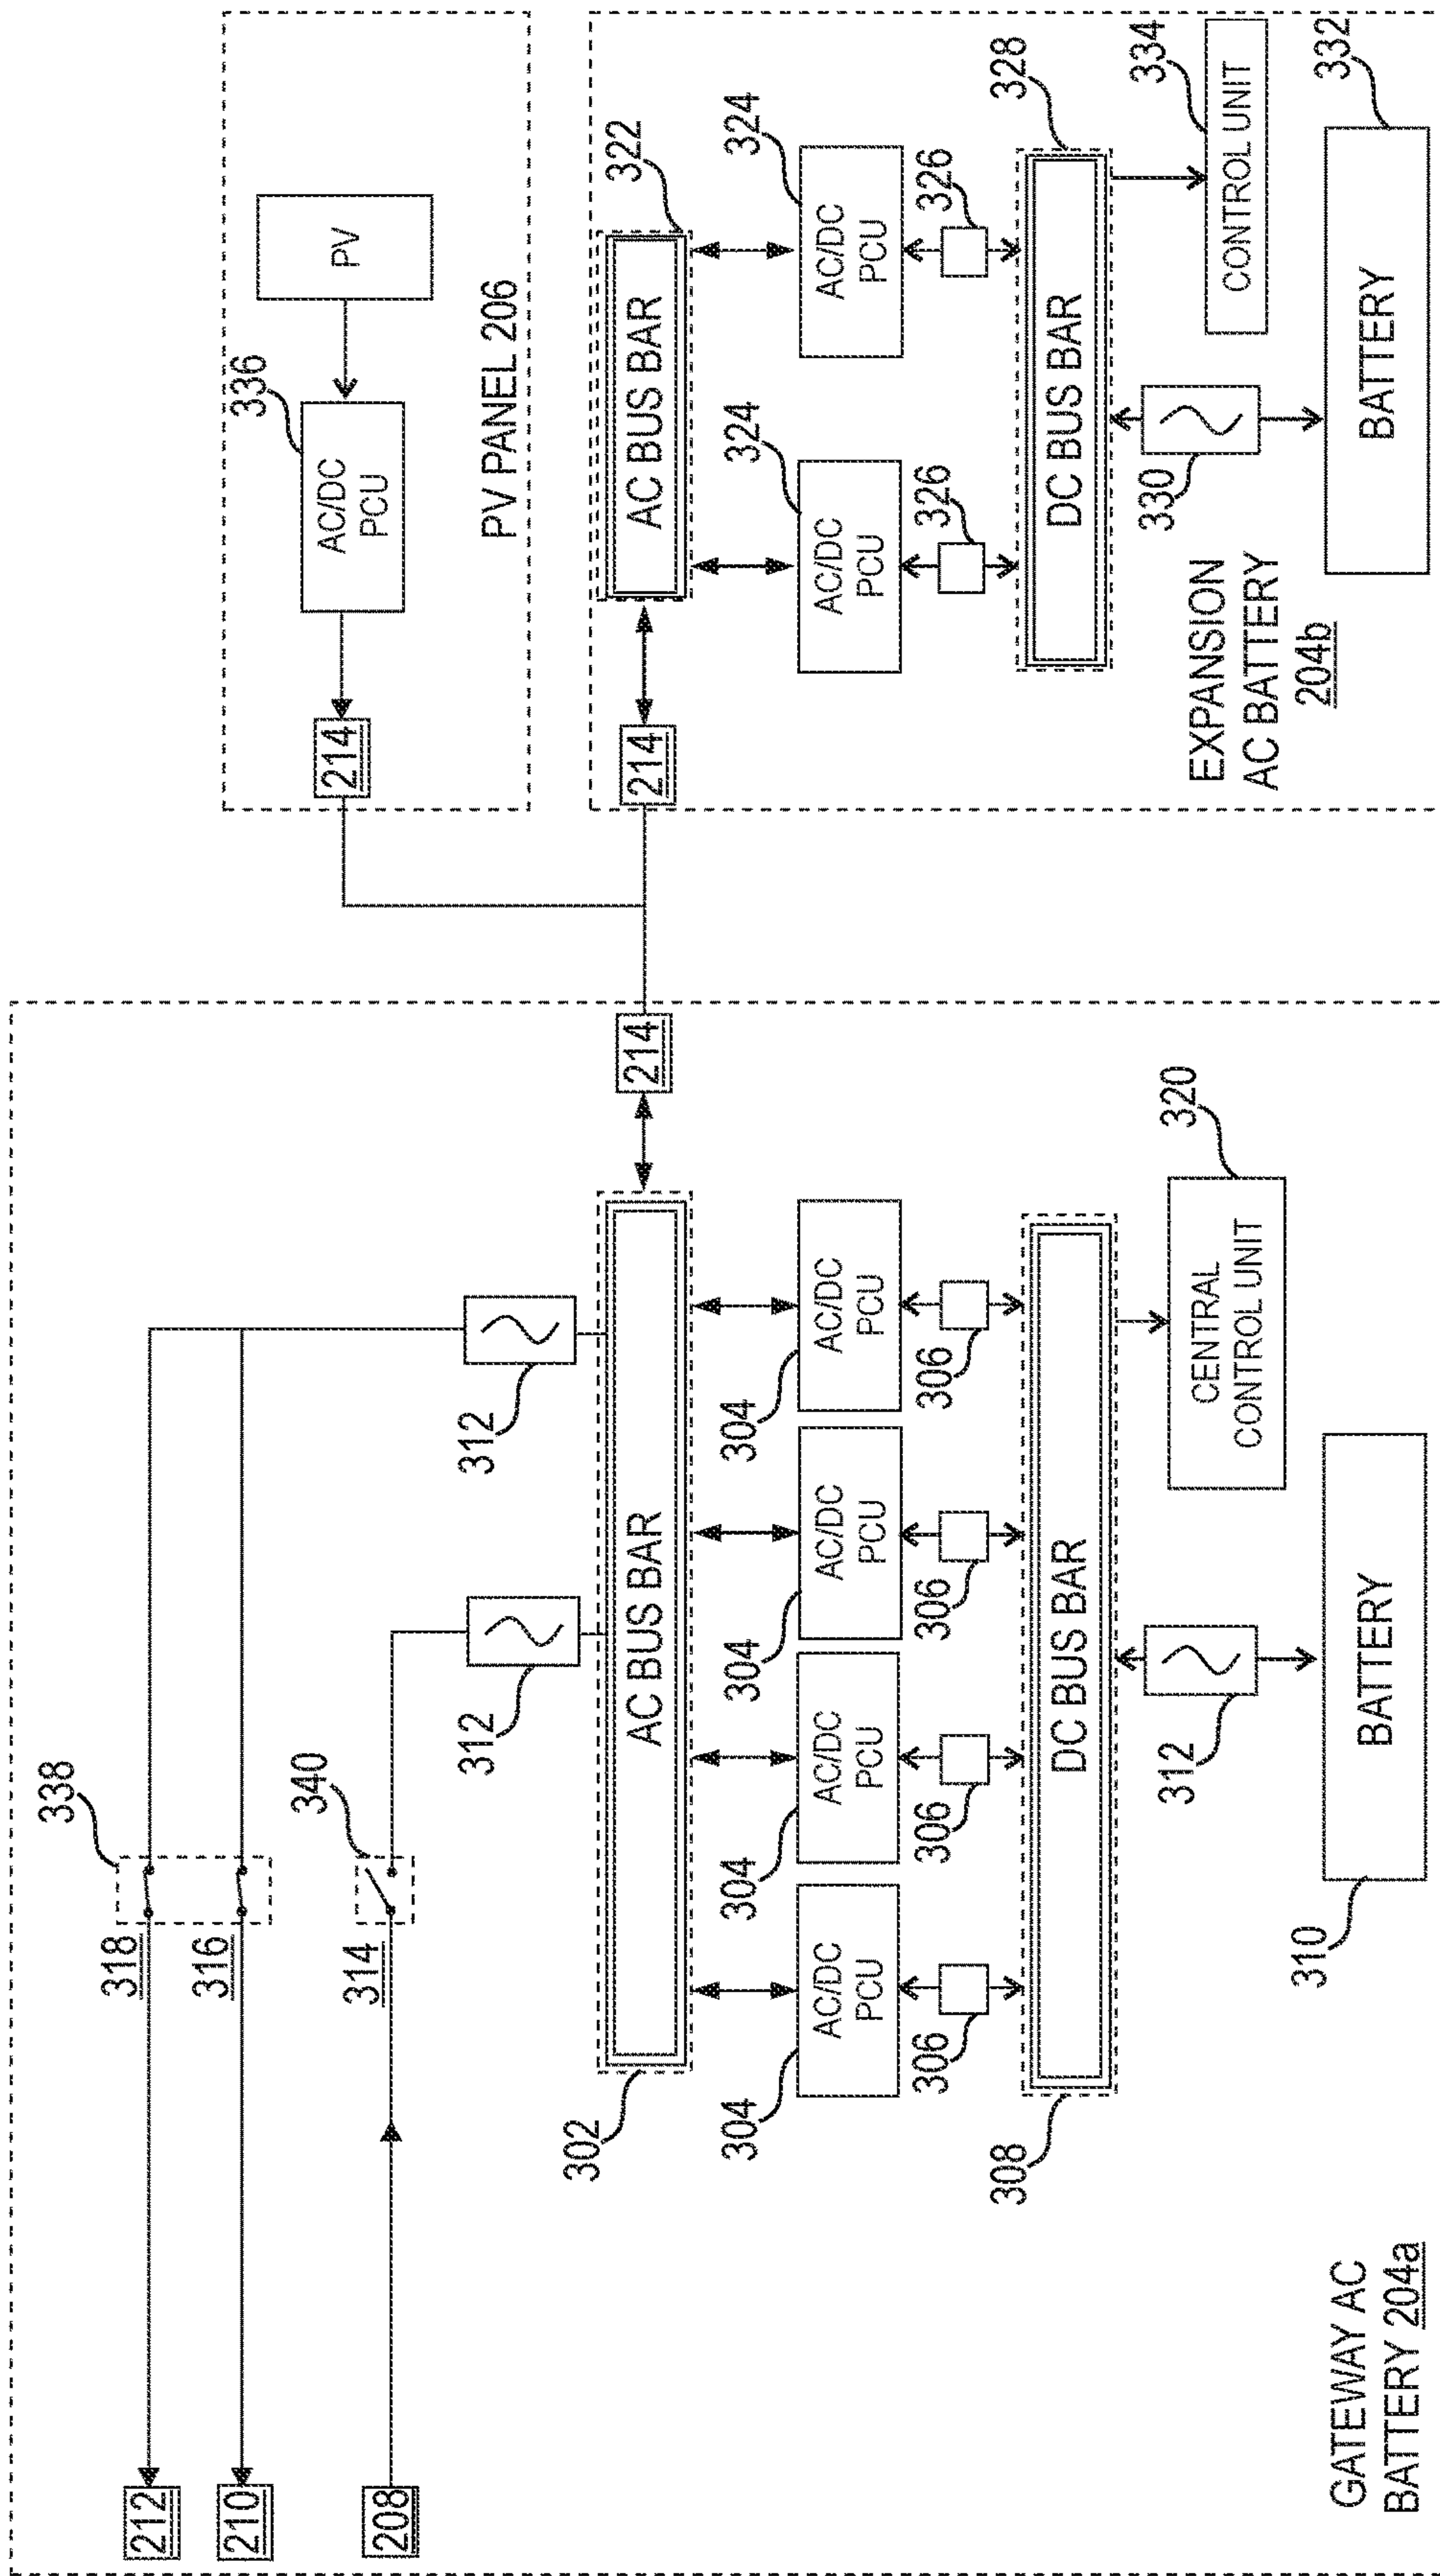 212
210
208
318
316
314
338
340
312
312
302
AC BUS BAR
304
304
304
304
AC/DC
PCU
AC/DC
PCU
AC/DC
PCU
AC/DC
PCU
306
306
306
306
308
DC BUS BAR
312
310
BATTERY
320
CENTRAL
CONTROL UNIT
GATEWAY AC
BATTERY 204a
214
214
336
AC/DC
PCU
PV
PV PANEL 206
214
322
AC BUS BAR
324
324
AC/DC
PCU
AC/DC
PCU
326
326
328
DC BUS BAR
330
334
CONTROL UNIT
332
BATTERY
EXPANSION
AC BATTERY
204b